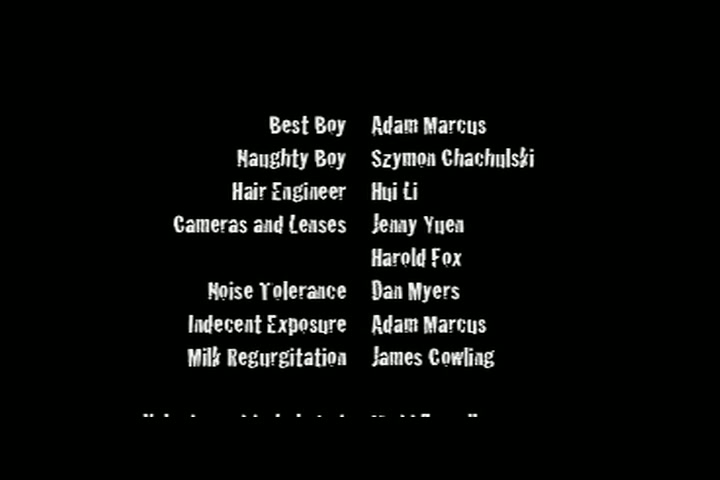 Best Boy Adam Marcus
Naughty Boy Szymon Chachulski
Hair Engineer Hui Li
Cameras and Lenses Jenny Yuen
Harold Fox
Noise Tolerance Dan Myers
Indecent Exposure Adam Marcus
Milk Regurgitation James Cowling